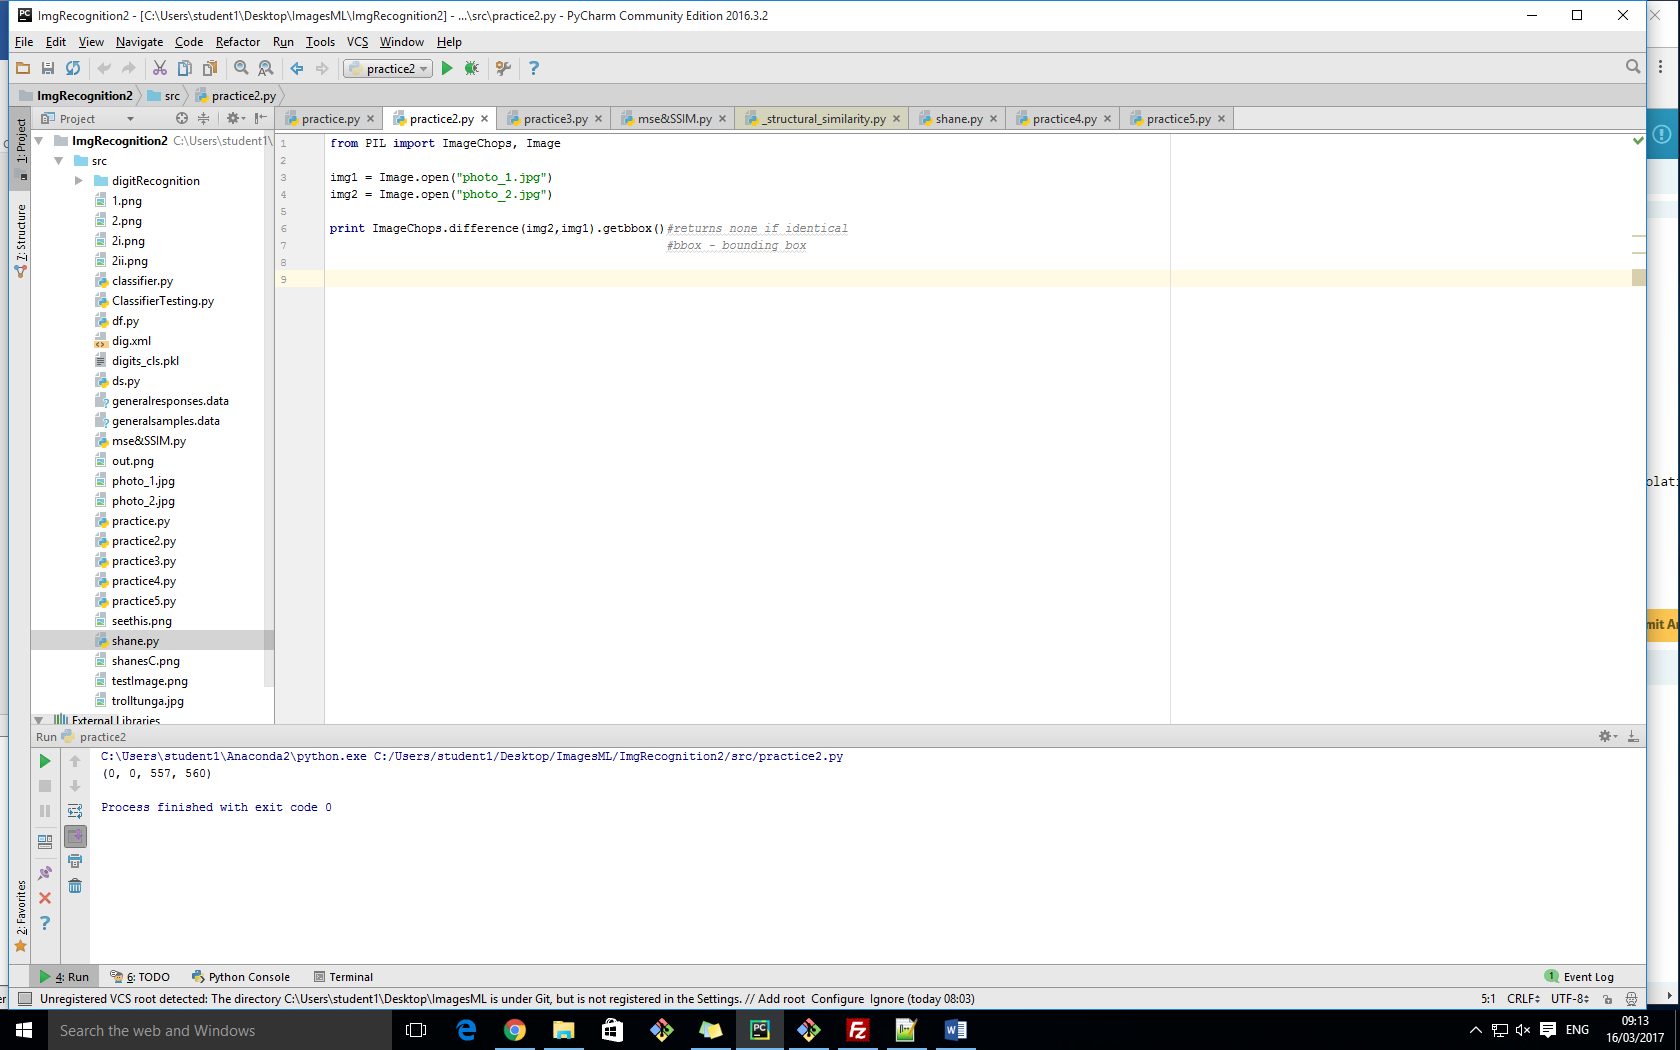 ImgRecognition2 - [C:\Users\student1\Desktop\ImagesML\ImgRecognition2] - ...\src\practice2.py - PyCharm Community Edition 2016.3.2
File Edit View Navigate Code Refactor Run Tools VCS Window Help
practice2
ImgRecognition2 src practice2.py
Project
practice.py practice2.py practice3.py mse&SSIM.py _structural_similarity.py shane.py practice4.py practice5.py
1: Project
7: Structure
2: Favorites
ImgRecognition2 C:\Users\student1\
src
digitRecognition
1.png
2.png
2i.png
2ii.png
classifier.py
ClassifierTesting.py
df.py
dig.xml
digits_cls.pkl
ds.py
generalresponses.data
generalsamples.data
mse&SSIM.py
out.png
photo_1.jpg
photo_2.jpg
practice.py
practice2.py
practice3.py
practice4.py
practice5.py
seethis.png
shane.py
shanesC.png
testImage.png
trolltunga.jpg
External Libraries
1 from PIL import ImageChops, Image
2
3 img1 = Image.open("photo_1.jpg")
4 img2 = Image.open("photo_2.jpg")
5
6 print ImageChops.difference(img2,img1).getbbox()#returns none if identical
7 #bbox - bounding box
8
9
olati
mit Ar
Run practice2
C:\Users\student1\Anaconda2\python.exe C:/Users/student1/Desktop/ImagesML/ImgRecognition2/src/practice2.py
(0, 0, 557, 560)
Process finished with exit code 0
4: Run 6: TODO Python Console Terminal 1 Event Log
Unregistered VCS root detected: The directory C:\Users\student1\Desktop\ImagesML is under Git, but is not registered in the Settings. // Add root Configure Ignore (today 08:03) 5:1 CRLF UTF-8
Search the web and Windows
ENG
09:13
16/03/2017